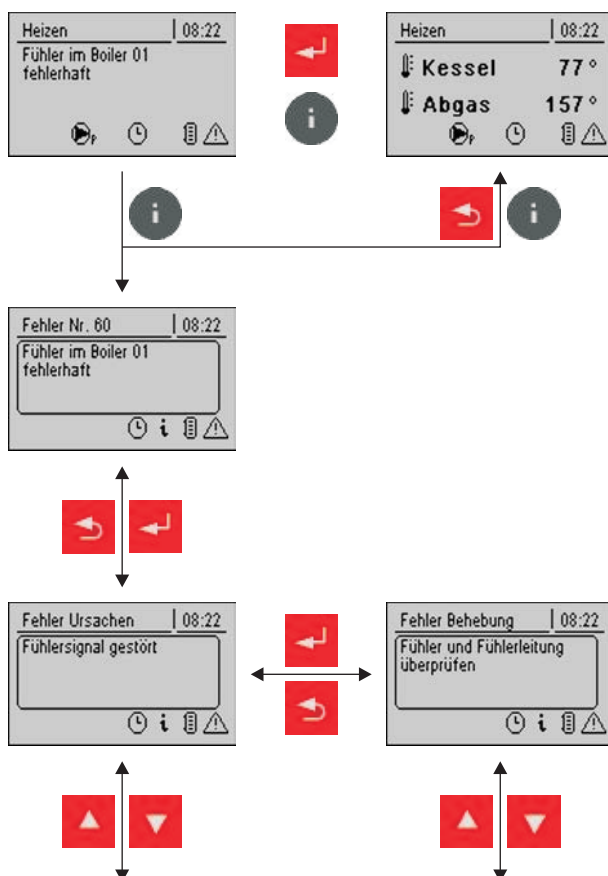 Heizen 08:22
Fühler im Boiler 01
fehlerhaft
P
i
Heizen 08:22
Kessel 77 °
Abgas 157 °
P
i
i
Fehler Nr. 60 08:22
Fühler im Boiler 01
fehlerhaft
i
Fehler Ursachen 08:22
Fühlersignal gestört
i
Fehler Behebung 08:22
Fühler und Fühlerleitung
überprüfen
i